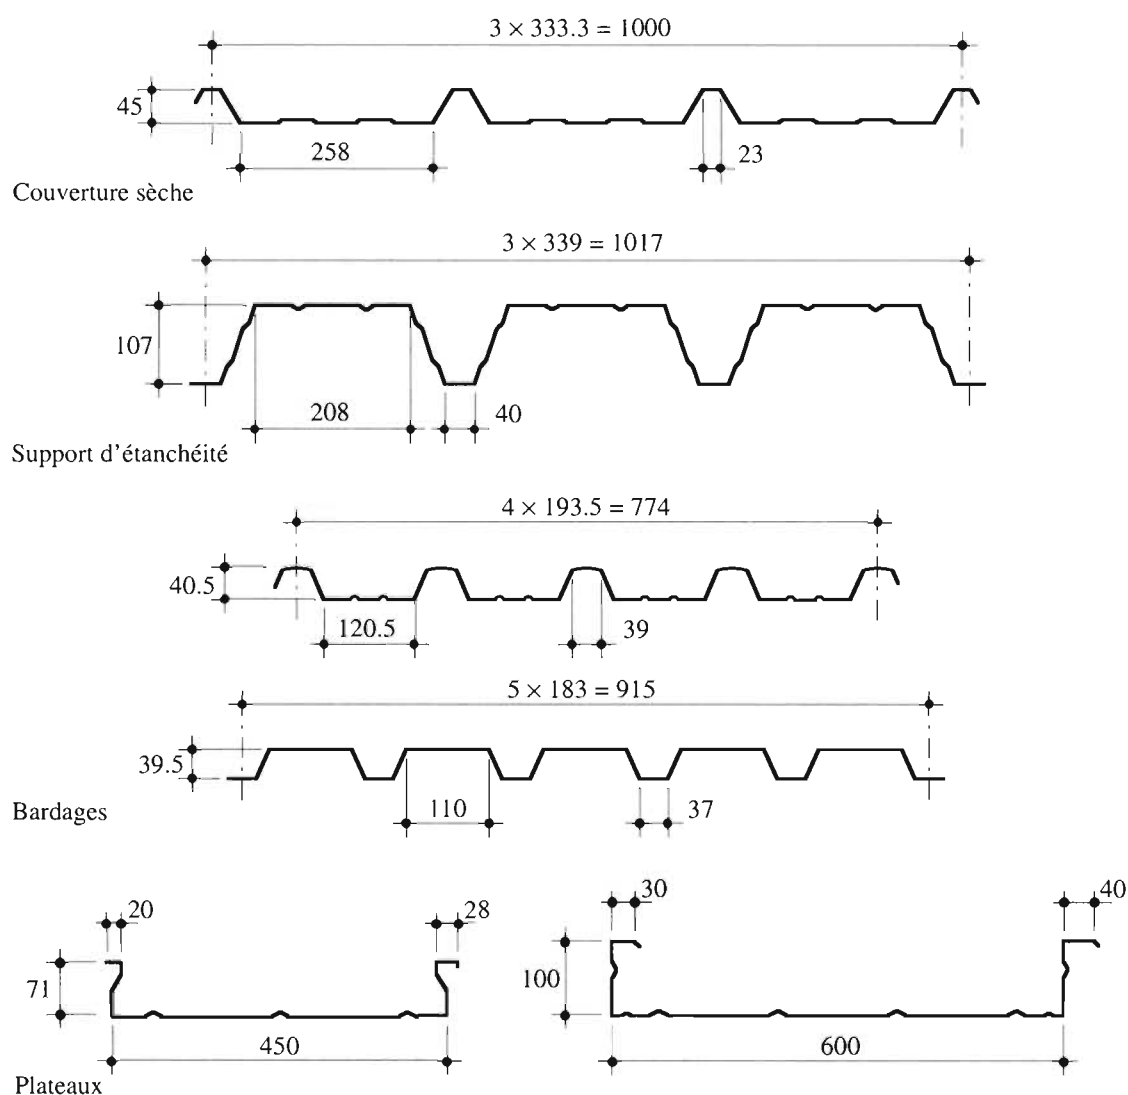 3 × 333.3 = 1000
45
258
23
Couverture sèche
3 × 339 = 1017
107
208
40
Support d'étanchéité
4 × 193.5 = 774
40.5
120.5
39
5 × 183 = 915
39.5
110
37
Bardages
20
28
71
450
30
40
100
600
Plateaux